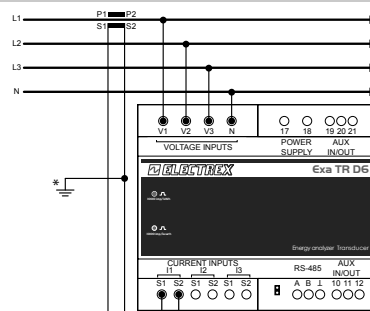 L1 P1 P2
S1 S2
L2
L3
N
V1 V2 V3 N 17 18 19 20 21
VOLTAGE INPUTS POWER SUPPLY AUX IN/OUT
ELECTREX Exa TR D6
*
Energy analyzer Transducer
CURRENT INPUTS RS-485 AUX IN/OUT
I1 I2 I3
S1 S2 S1 S2 S1 S2 A B ⊥ 10 11 12